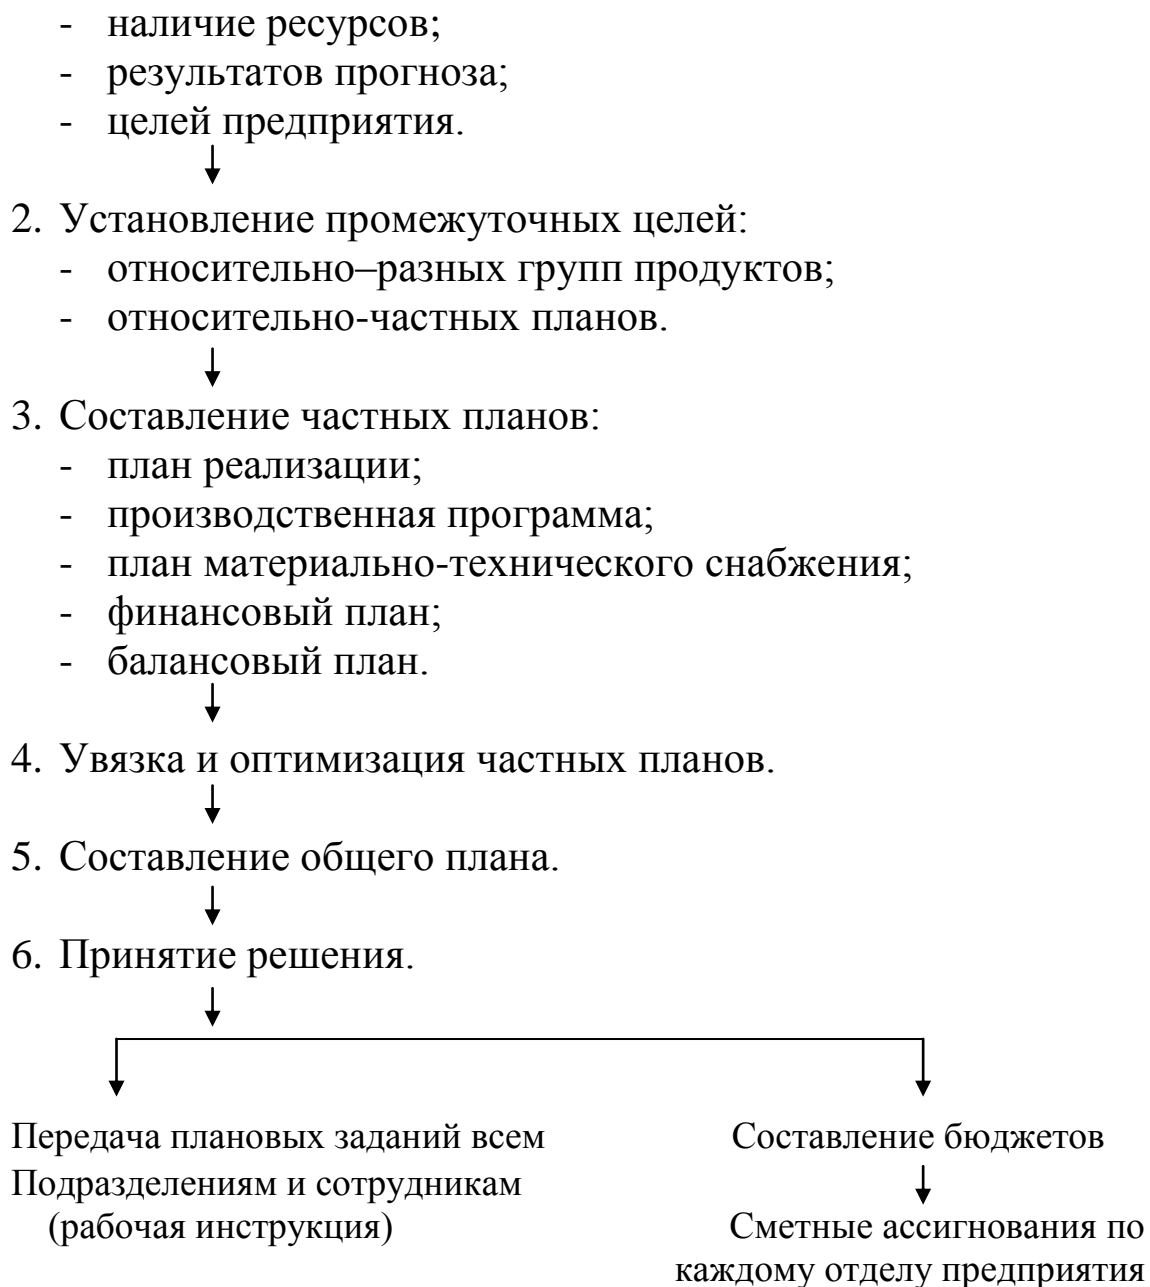 - наличие ресурсов;
- результатов прогноза;
- целей предприятия.
2. Установление промежуточных целей:
- относительно–разных групп продуктов;
- относительно-частных планов.
3. Составление частных планов:
- план реализации;
- производственная программа;
- план материально-технического снабжения;
- финансовый план;
- балансовый план.
4. Увязка и оптимизация частных планов.
5. Составление общего плана.
6. Принятие решения.
Передача плановых заданий всем
Подразделениям и сотрудникам
(рабочая инструкция)
Составление бюджетов
Сметные ассигнования по
каждому отделу предприятия